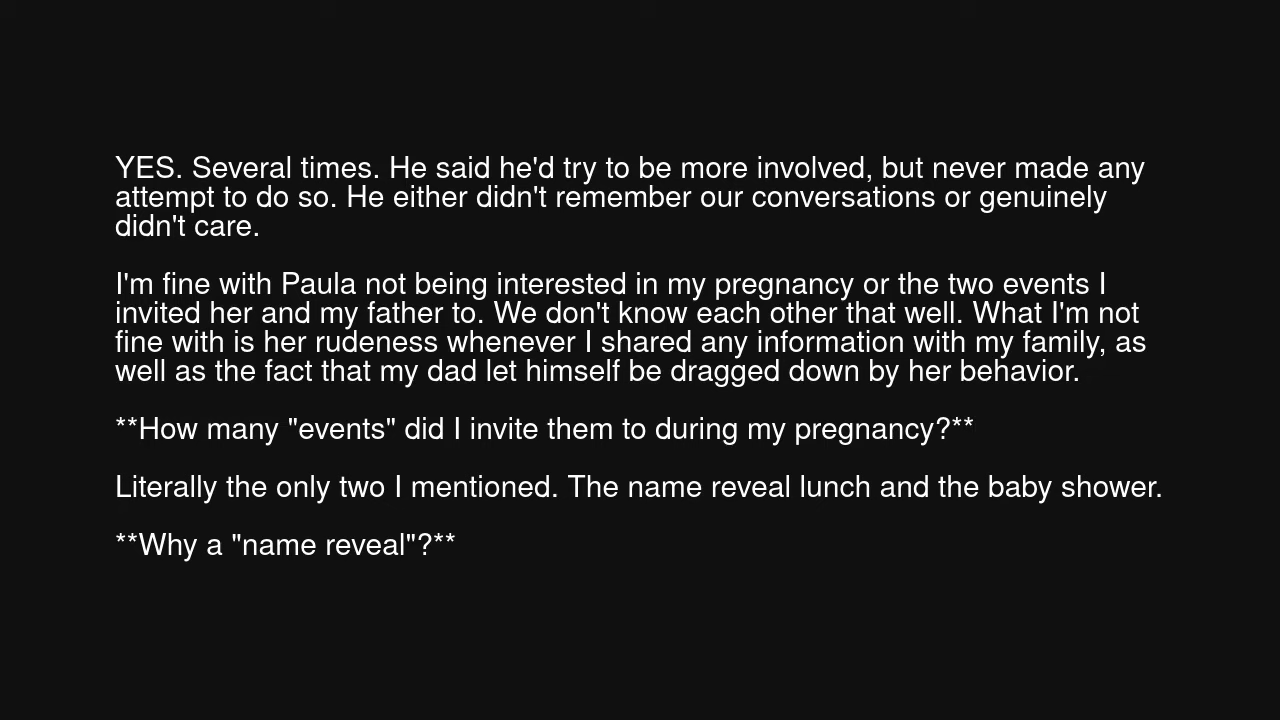 YES. Several times. He said he'd try to be more involved, but never made any
attempt to do so. He either didn't remember our conversations or genuinely
didn't care.
I'm fine with Paula not being interested in my pregnancy or the two events I
invited her and my father to. We don't know each other that well. What I'm not
fine with is her rudeness whenever I shared any information with my family, as
well as the fact that my dad let himself be dragged down by her behavior.
**How many "events" did I invite them to during my pregnancy?**
Literally the only two I mentioned. The name reveal lunch and the baby shower.
**Why a "name reveal"?**